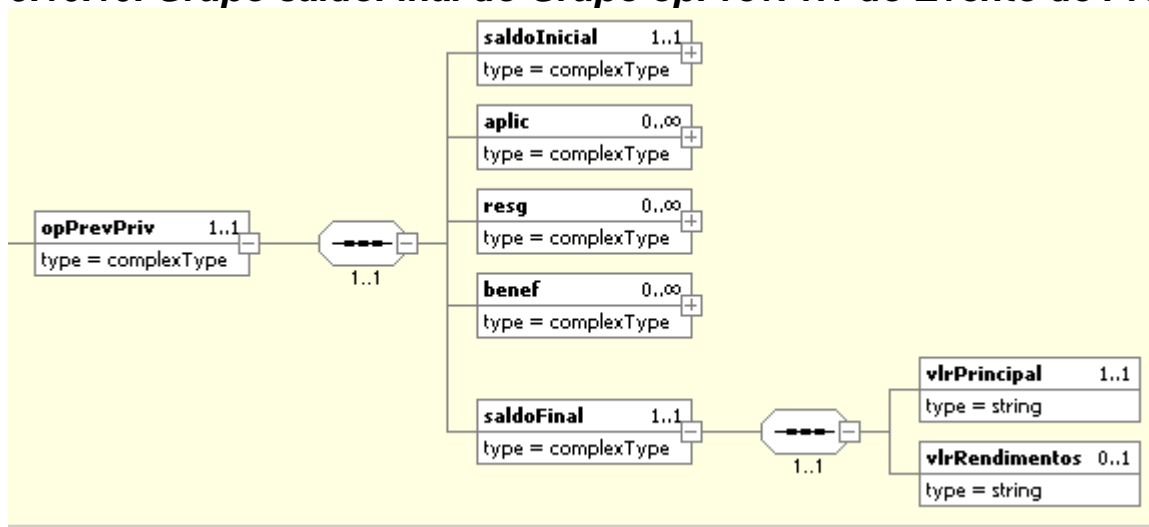 saldoInicial 1..1
type = complexType
aplic 0..∞
type = complexType
resg 0..∞
type = complexType
opPrevPriv 1..1
type = complexType
1..1
benef 0..∞
type = complexType
saldoFinal 1..1
type = complexType
1..1
vlrPrincipal 1..1
type = string
vlrRendimentos 0..1
type = string